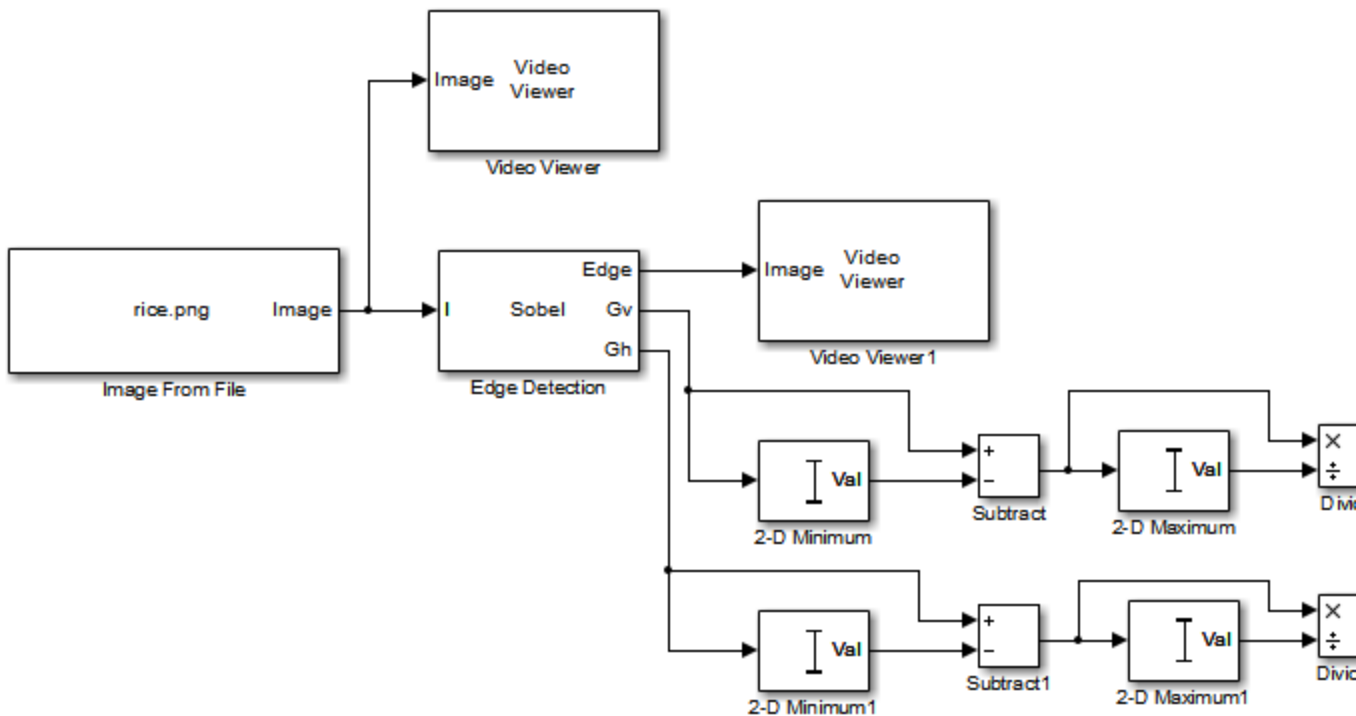 Image
Video
Viewer
Video Viewer
rice.png
Image
Image From File
I
Sobel
Edge
Gv
Gh
Edge Detection
Image
Video
Viewer
Video Viewer1
Val
2-D Minimum
+
−
Subtract
Val
2-D Maximum
×
÷
Val
2-D Minimum1
+
−
Subtract1
Val
2-D Maximum1
×
÷